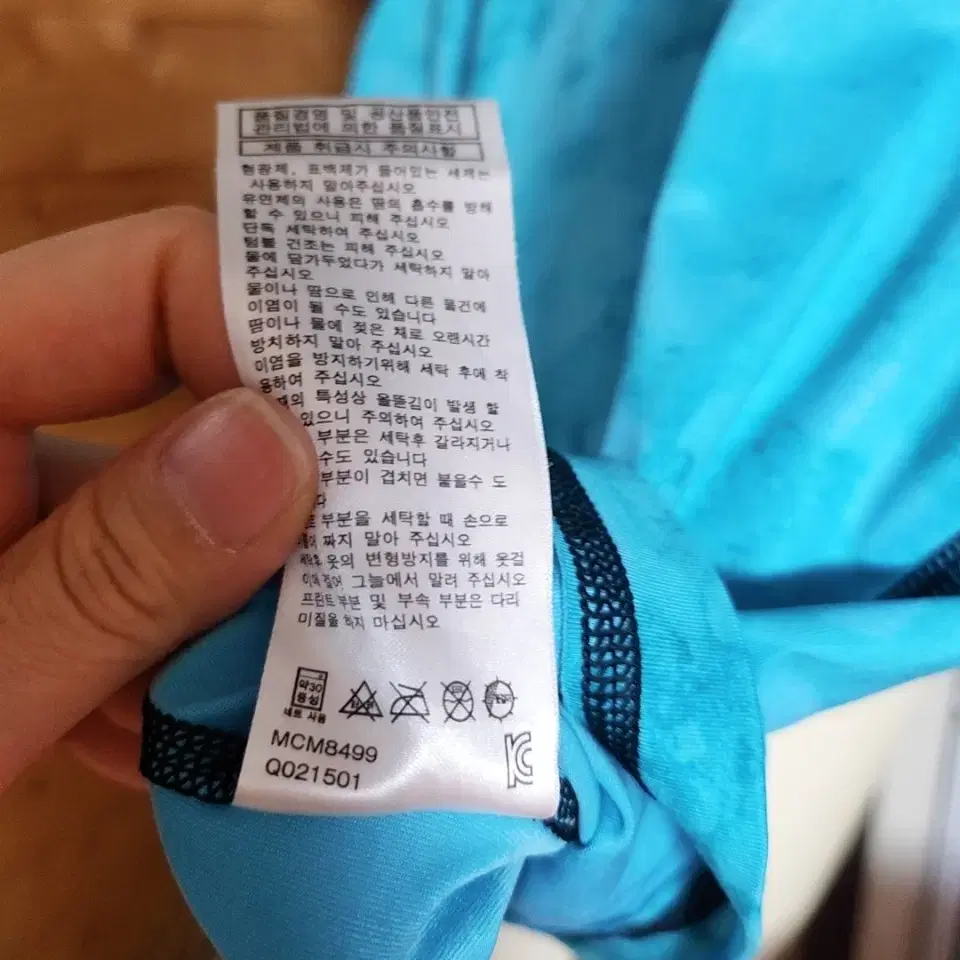 품질경영 및 공산품안전
관리법에 의한 품질표시
제품 취급시 주의사항
형광제, 표백제가 들어있는 세제는
사용하지 말아주십시오
유연제의 사용은 땀의 흡수를 방해
할 수 있으니 피해 주십시오
단독 세탁하여 주십시오
텀블 건조는 피해 주십시오
물에 담가두었다가 세탁하지 말아
주십시오
물이나 땀으로 인해 다른 물건에
이염이 될 수도 있습니다
땀이나 물에 젖은 채로 오랜시간
방치하지 말아 주십시오
이염을 방지하기위해 세탁 후에 착
용하여 주십시오
특성상 올뜯김이 발생 할
있으니 주의하여 주십시오
부분은 세탁후 갈라지거나
수도 있습니다
부분이 겹치면 붙을수 도
다
부분을 세탁할 때 손으로
짜지 말아 주십시오
세탁후 옷의 변형방지를 위해 옷걸
이에 걸어 그늘에서 말려 주십시오
프린트부분 및 부속 부분은 다리
미질을 하지 마십시오
약30
중성
네트 사용
MCM8499
Q021501